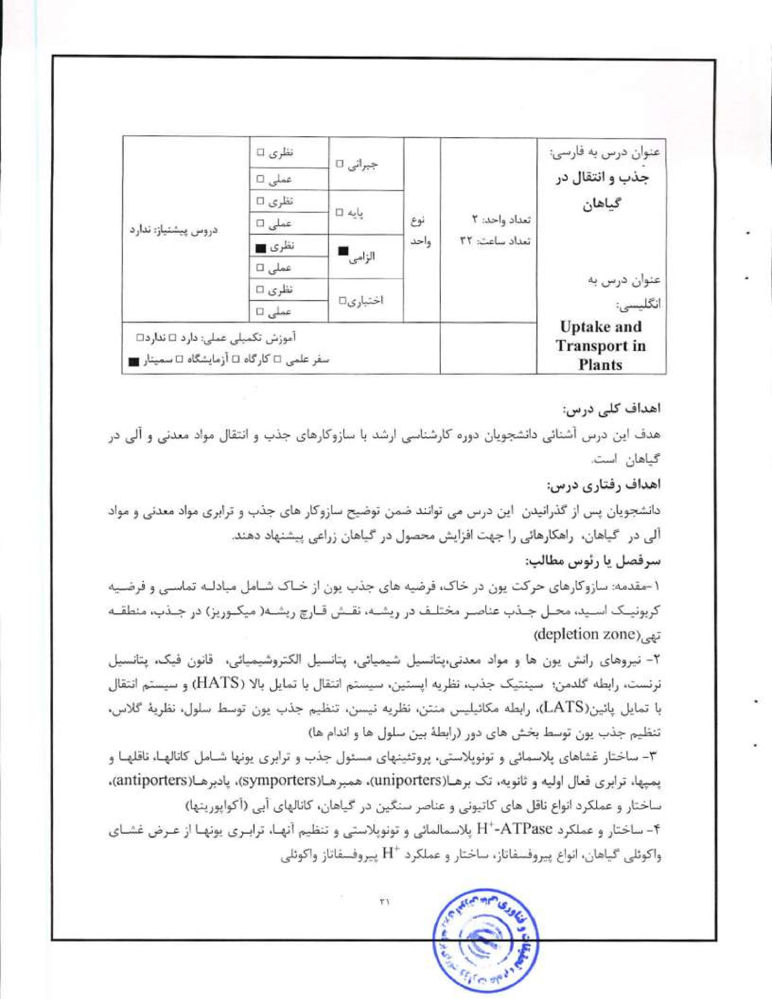 عنوان درس به فارسی:
جذب و انتقال در
گیاهان
عنوان درس به
انگلیسی:
Uptake and
Transport in
Plants
تعداد واحد: ۲
تعداد ساعت: ۳۲
نوع
واحد
جبرانی □
نظری □
عملی □
پایه □
نظری □
عملی □
الزامی ■
نظری ■
عملی □
اختیاری□
نظری □
عملی □
دروس پیشنیاز: ندارد
آموزش تکمیلی عملی: دارد □ ندارد□
سفر علمی □ کارگاه □ آزمایشگاه □ سمینار ■
اهداف کلی درس:
هدف این درس آشنائی دانشجویان دوره کارشناسی ارشد با سازوکارهای جذب و انتقال مواد معدنی و آلی در
گیاهان است.
اهداف رفتاری درس:
دانشجویان پس از گذرانیدن این درس می توانند ضمن توضیح سازوکار های جذب و ترابری مواد معدنی و مواد
آلی در گیاهان، راهکارهائی را جهت افزایش محصول در گیاهان زراعی پیشنهاد دهند.
سرفصل یا رئوس مطالب:
۱-مقدمه: سازوکارهای حرکت یون در خاک، فرضیه های جذب یون از خاک شامل مبادله تماسی و فرضیه
کربونیک اسید، محل جذب عناصر مختلف در ریشه، نقش قارچ ریشه( میکوریز) در جذب، منطقه
تهی(depletion zone)
۲- نیروهای رانش یون ها و مواد معدنی،پتانسیل شیمیائی، پتانسیل الکتروشیمیائی، قانون فیک، پتانسیل
نرنست، رابطه گلدمن؛ سینتیک جذب، نظریه اپستین، سیستم انتقال با تمایل بالا (HATS) و سیستم انتقال
با تمایل پائین(LATS)، رابطه مکائیلیس منتن، نظریه نیسن، تنظیم جذب یون توسط سلول، نظریۀ گلاس،
تنظیم جذب یون توسط بخش های دور (رابطۀ بین سلول ها و اندام ها)
۳- ساختار غشاهای پلاسمائی و تونوپلاستی، پروتئینهای مسئول جذب و ترابری یونها شامل کانالها، ناقلها و
پمپها، ترابری فعال اولیه و ثانویه، تک برها(uniporters)، همبرها(symporters)، پادبرها(antiporters)،
ساختار و عملکرد انواع ناقل های کاتیونی و عناصر سنگین در گیاهان، کانالهای آبی (آکواپورینها)
۴- ساختار و عملکرد H⁺-ATPase پلاسمالمائی و تونوپلاستی و تنظیم آنها، ترابری یونها از عرض غشای
واکوئلی گیاهان، انواع پیروفسفاتاز، ساختار و عملکرد H⁺ پیروفسفاتاز واکوئلی
۲۱